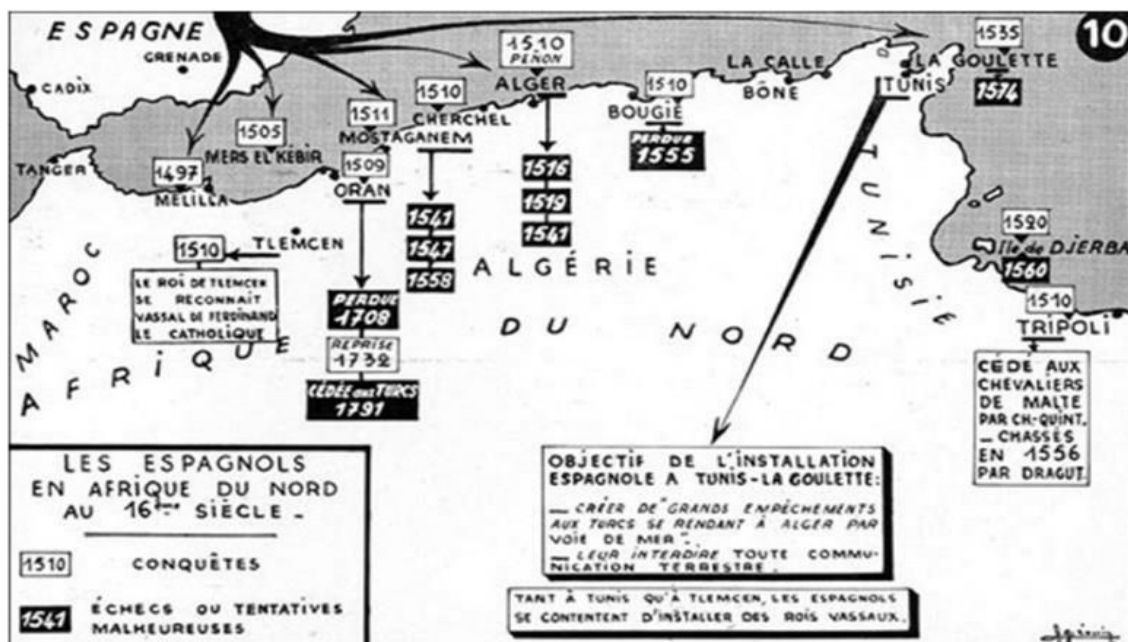 10
ESPAGNE
GRENADE
CADIX
TANGER
1497
MELILLA
1505
MERS EL KEBIR
1511
MOSTAGANEM
1509
ORAN
PERDUE
1708
REPRISE
1732
CÉDÉE aux TURCS
1791
1510
CHERCHEL
1541
1547
1558
1510
PEÑON
ALGER
1516
1519
1541
1510
BOUGIE
PERDUE
1555
BÔNE
LA CALLE
TUNIS
1535
LA GOULETTE
1574
1520
Ile de DJERBA
1560
1510
TRIPOLI
CÉDÉ AUX
CHEVALIERS
DE MALTE
PAR CH-QUINT.
_ CHASSÉS
EN 1556
PAR DRAGUT.
TLEMCEN
1510
LE ROI DE TLEMCEN
SE RECONNAIT
VASSAL DE FERDINAND
LE CATHOLIQUE
MAROC
ALGÉRIE
TUNISIE
AFRIQUE DU NORD
LES ESPAGNOLS
EN AFRIQUE DU NORD
AU 16ème SIÈCLE _
1510 CONQUÊTES
1541 ÉCHECS OU TENTATIVES
MALHEUREUSES
OBJECTIF DE L'INSTALLATION
ESPAGNOLE A TUNIS-LA GOULETTE:
_ CRÉER DE "GRANDS EMPÊCHEMENTS
AUX TURCS SE RENDANT À ALGER PAR
VOIE DE MER".
_ LEUR INTERDIRE TOUTE COMMU-
NICATION TERRESTRE.
TANT À TUNIS QU'À TLEMCEN, LES ESPAGNOLS
SE CONTENTENT D'INSTALLER DES ROIS VASSAUX.